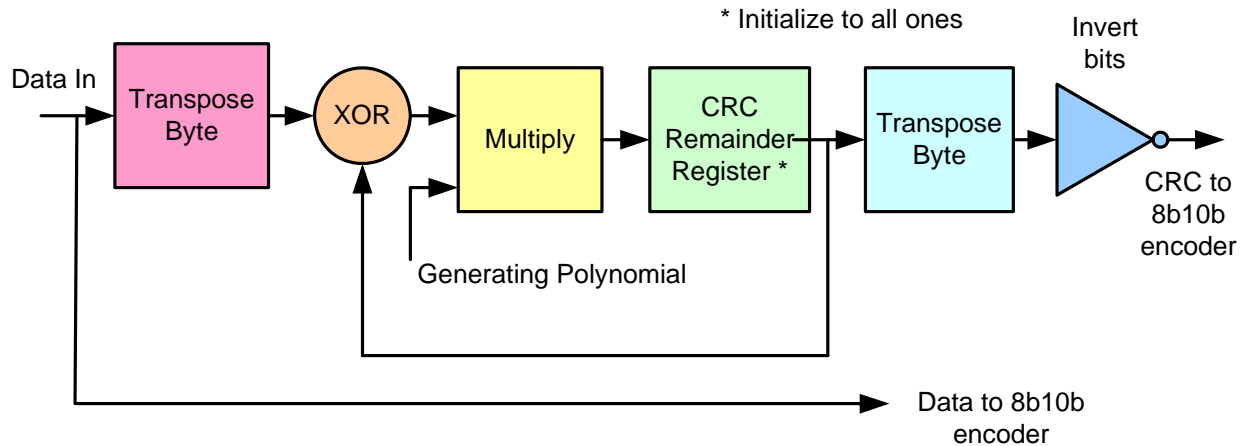 * Initialize to all ones
Invert
bits
Data In
Transpose
Byte
XOR
Multiply
CRC
Remainder
Register *
Transpose
Byte
CRC to
8b10b
encoder
Generating Polynomial
Data to 8b10b
encoder